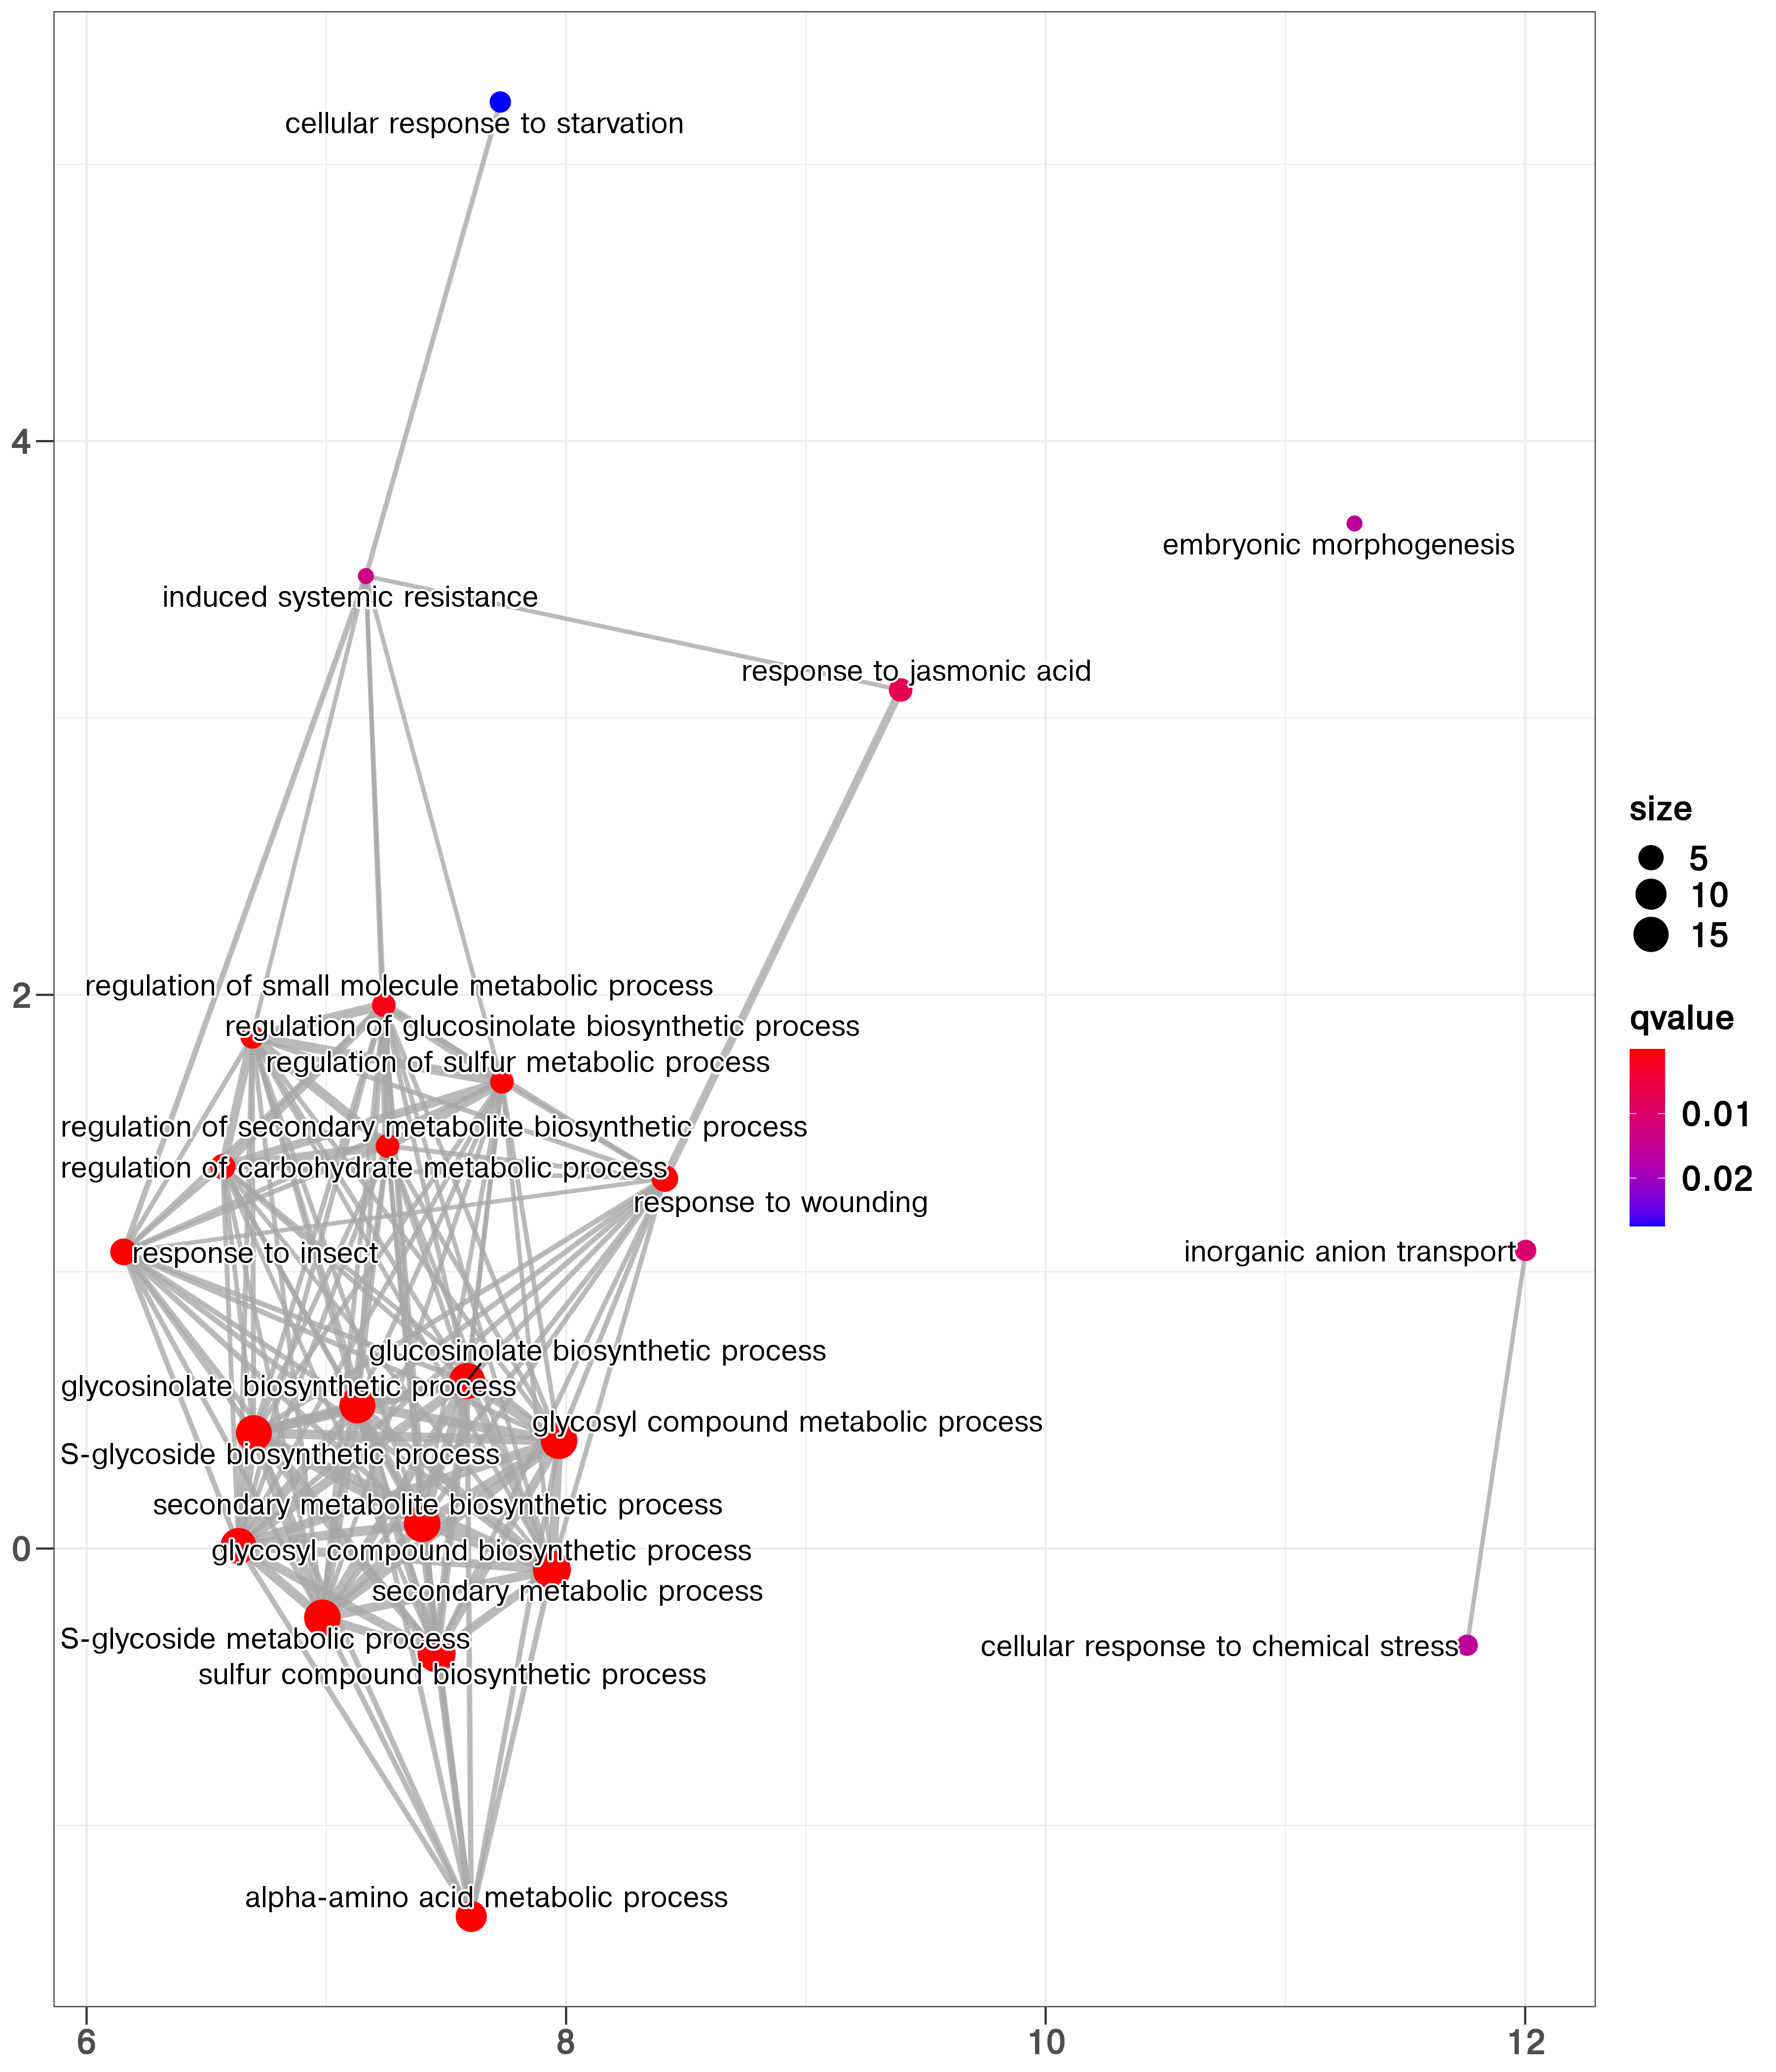 cellular response to starvation
embryonic morphogenesis
induced systemic resistance
response to jasmonic acid
regulation of small molecule metabolic process
regulation of glucosinolate biosynthetic process
regulation of sulfur metabolic process
regulation of secondary metabolite biosynthetic process
regulation of carbohydrate metabolic process
response to wounding
response to insect
inorganic anion transport
glucosinolate biosynthetic process
glycosinolate biosynthetic process
glycosyl compound metabolic process
S-glycoside biosynthetic process
secondary metabolite biosynthetic process
glycosyl compound biosynthetic process
secondary metabolic process
S-glycoside metabolic process
cellular response to chemical stress
sulfur compound biosynthetic process
alpha-amino acid metabolic process
4
2
0
6
8
10
12
size
5
10
15
qvalue
0.01
0.02